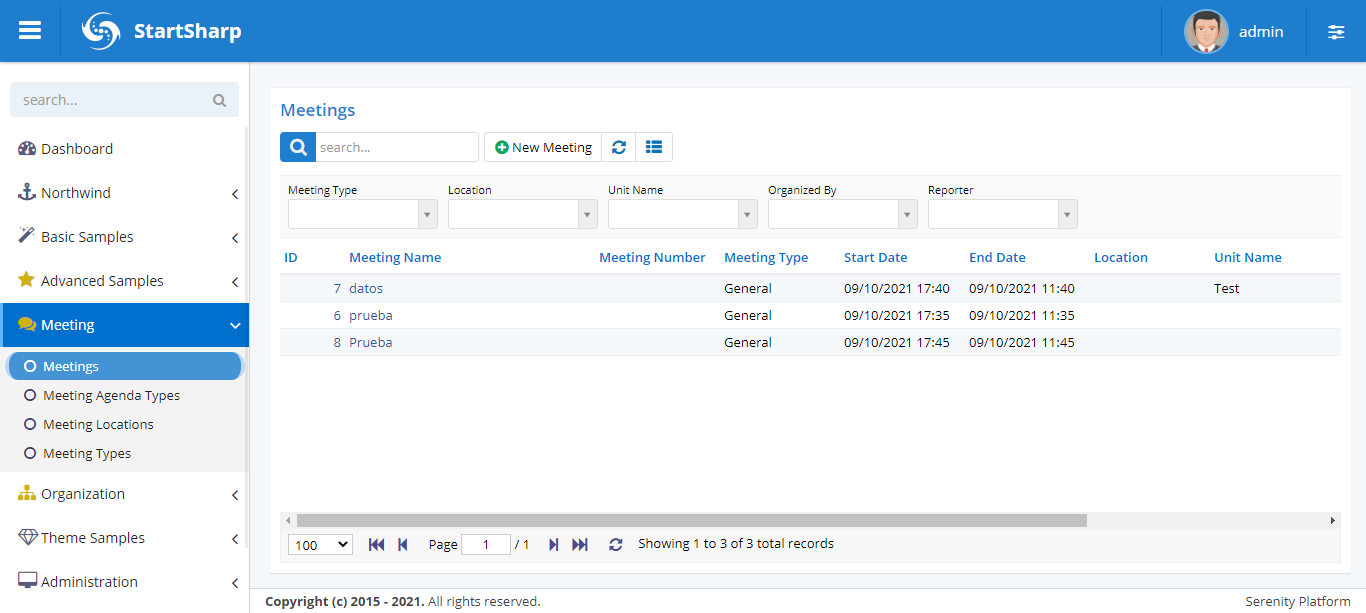 StartSharp
admin
search...
Dashboard
Northwind
Basic Samples
Advanced Samples
Meeting
Meetings
Meeting Agenda Types
Meeting Locations
Meeting Types
Organization
Theme Samples
Administration
Meetings
search... New Meeting
Meeting Type Location Unit Name Organized By Reporter
ID Meeting Name Meeting Number Meeting Type Start Date End Date Location Unit Name
7 datos General 09/10/2021 17:40 09/10/2021 11:40 Test
6 prueba General 09/10/2021 17:35 09/10/2021 11:35
8 Prueba General 09/10/2021 17:45 09/10/2021 11:45
100 Page 1 / 1 Showing 1 to 3 of 3 total records
Copyright (c) 2015 - 2021. All rights reserved. Serenity Platform